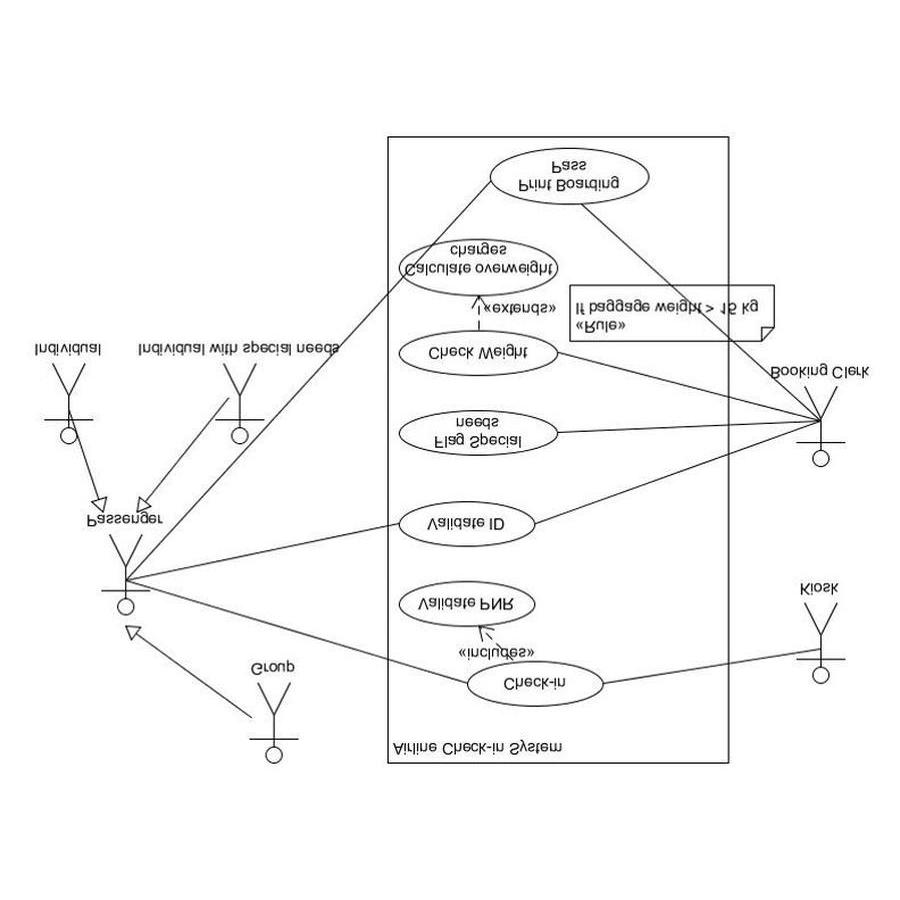 Airline Check-in System
Check-in
«includes»
Validate PNR
Validate ID
Flag Special
needs
Check Weight
«extends»
Calculate overweight
charges
Print Boarding
Pass
«Rule»
If baggage weight > 15 kg
Group
Passenger
Individual
Individual with special needs
Kiosk
Booking Clerk